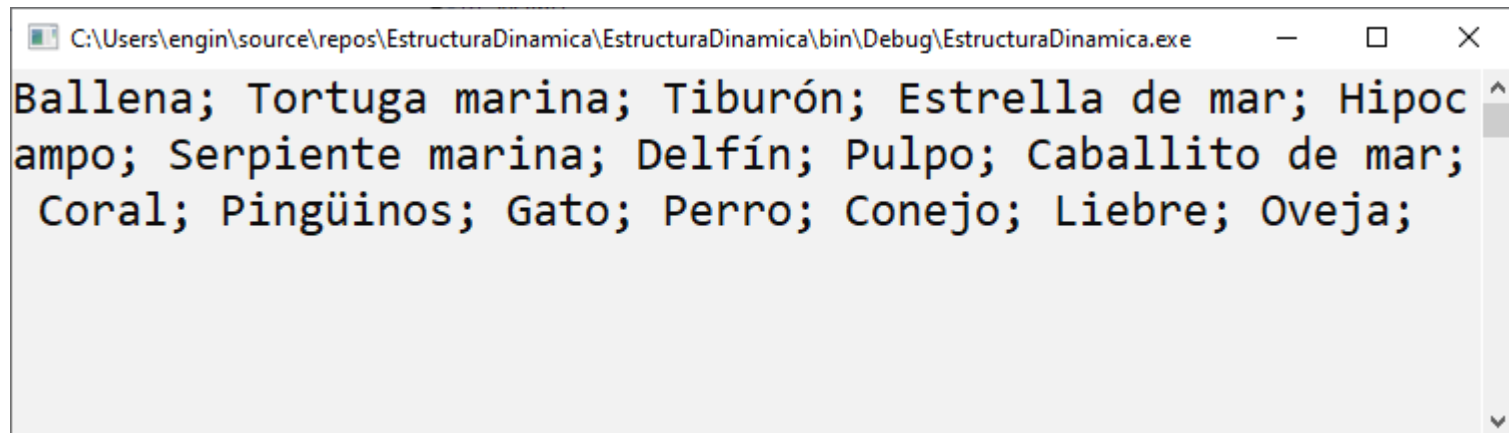 C:\Users\engin\source\repos\EstructuraDinamica\EstructuraDinamica\bin\Debug\EstructuraDinamica.exe
Ballena; Tortuga marina; Tiburón; Estrella de mar; Hipoc
ampo; Serpiente marina; Delfín; Pulpo; Caballito de mar;
Coral; Pingüinos; Gato; Perro; Conejo; Liebre; Oveja;